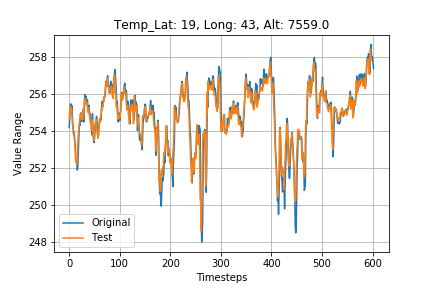 Temp_Lat: 19, Long: 43, Alt: 7559.0
Value Range
258
256
254
252
250
248
Original
Test
0 100 200 300 400 500 600
Timesteps